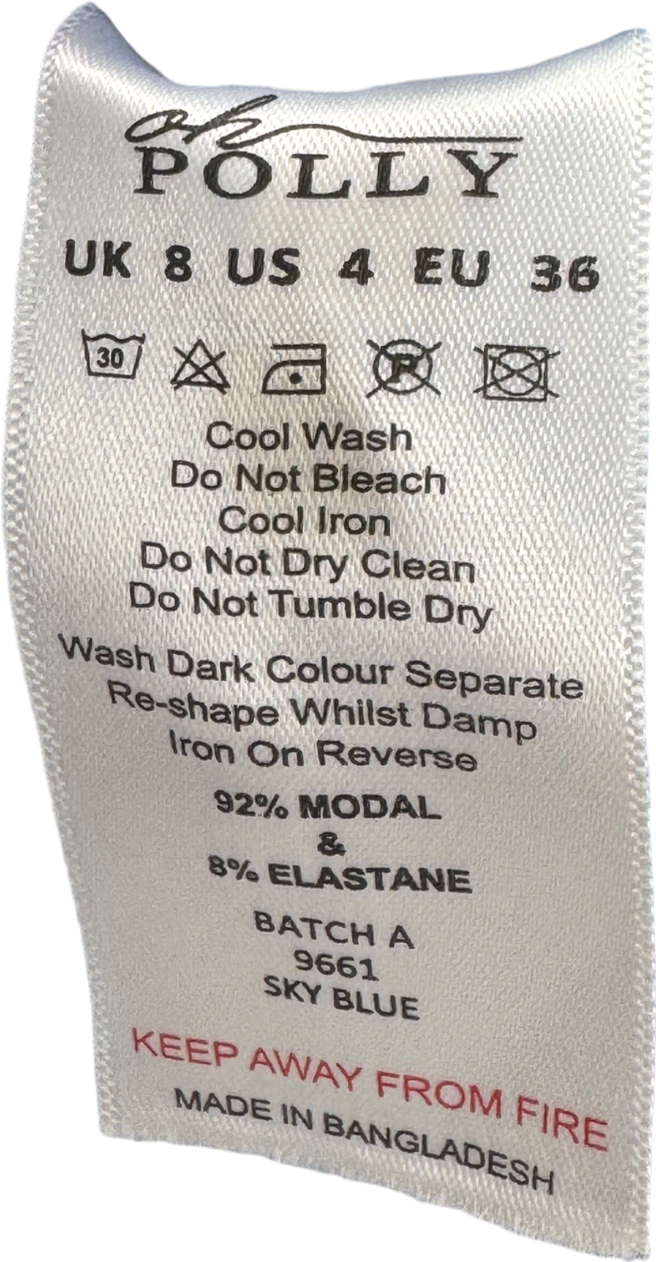 oh
POLLY
UK 8 US 4 EU 36
30 P
Cool Wash
Do Not Bleach
Cool Iron
Do Not Dry Clean
Do Not Tumble Dry
Wash Dark Colour Separate
Re-shape Whilst Damp
Iron On Reverse
92% MODAL
&
8% ELASTANE
BATCH A
9661
SKY BLUE
KEEP AWAY FROM FIRE
MADE IN BANGLADESH